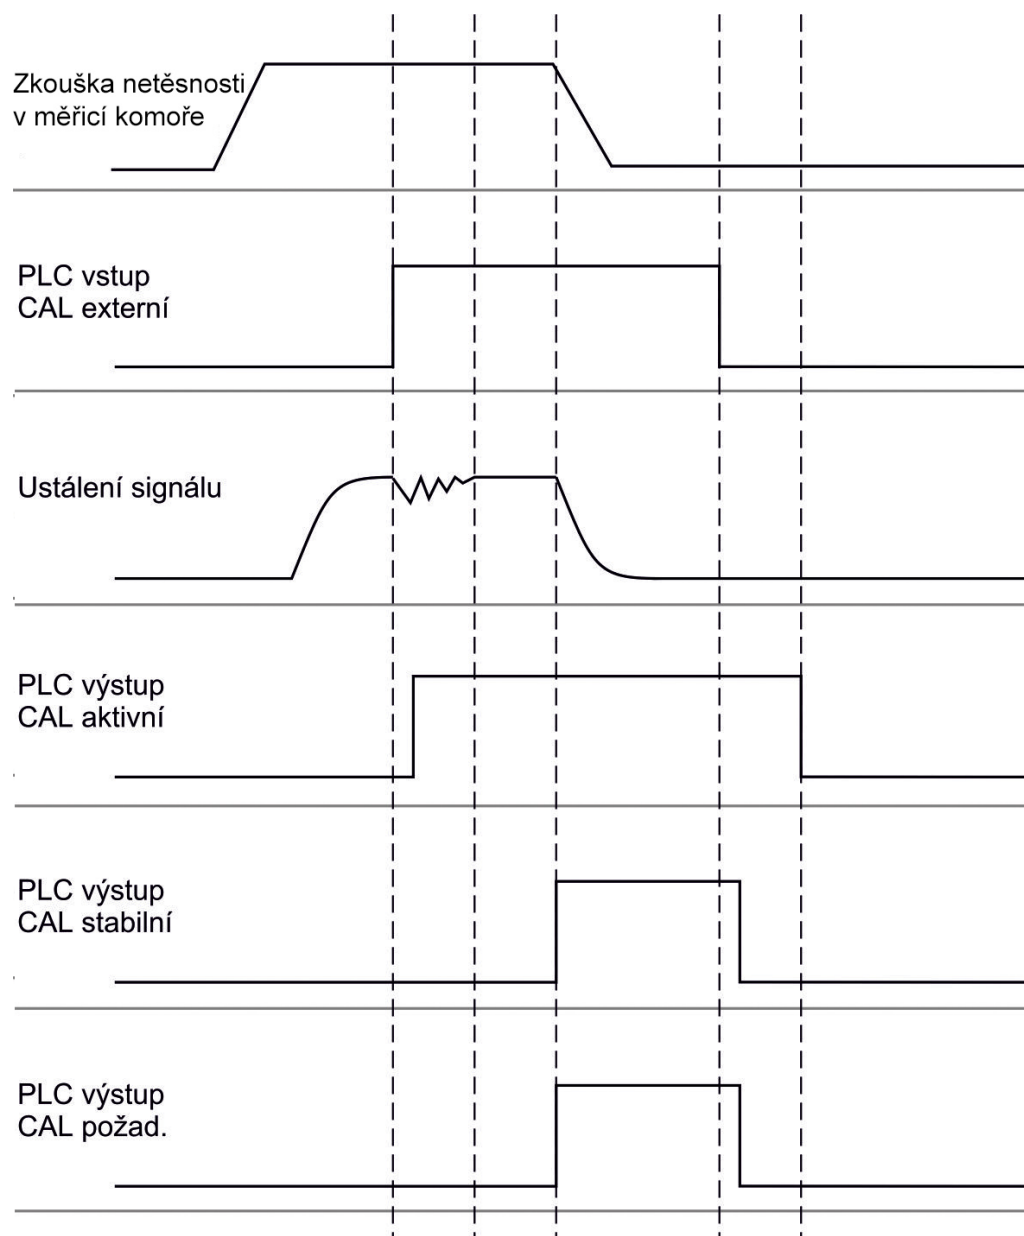 Zkouška netěsnosti
v měřicí komoře
PLC vstup
CAL externí
Ustálení signálu
PLC výstup
CAL aktivní
PLC výstup
CAL stabilní
PLC výstup
CAL požad.